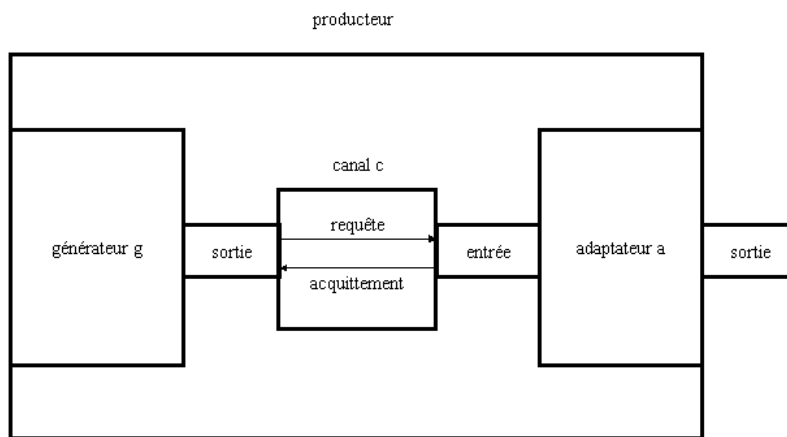 producteur
canal c
requête
générateur g
sortie
entrée
adaptateur a
sortie
acquittement